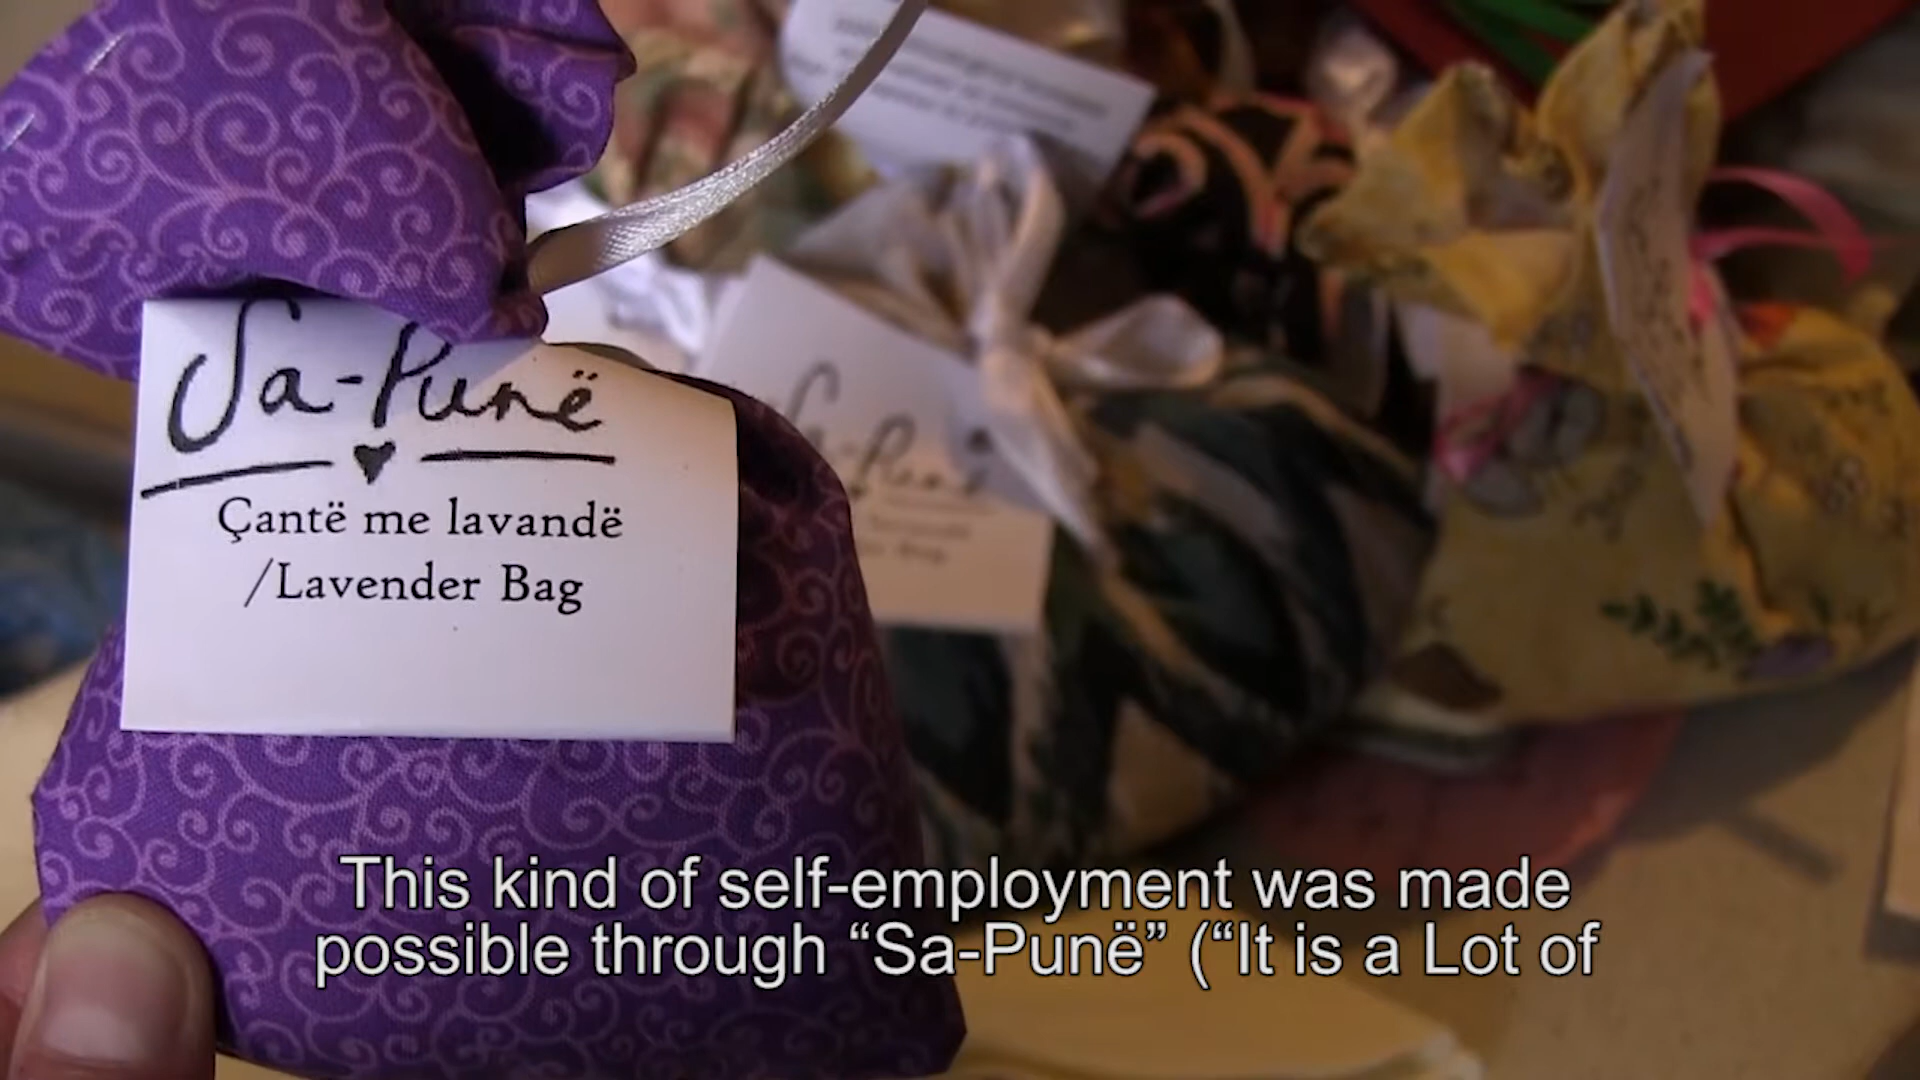 Sa-Punë
Çantë me lavandë
/Lavender Bag
This kind of self-employment was made
possible through “Sa-Punë” (“It is a Lot of